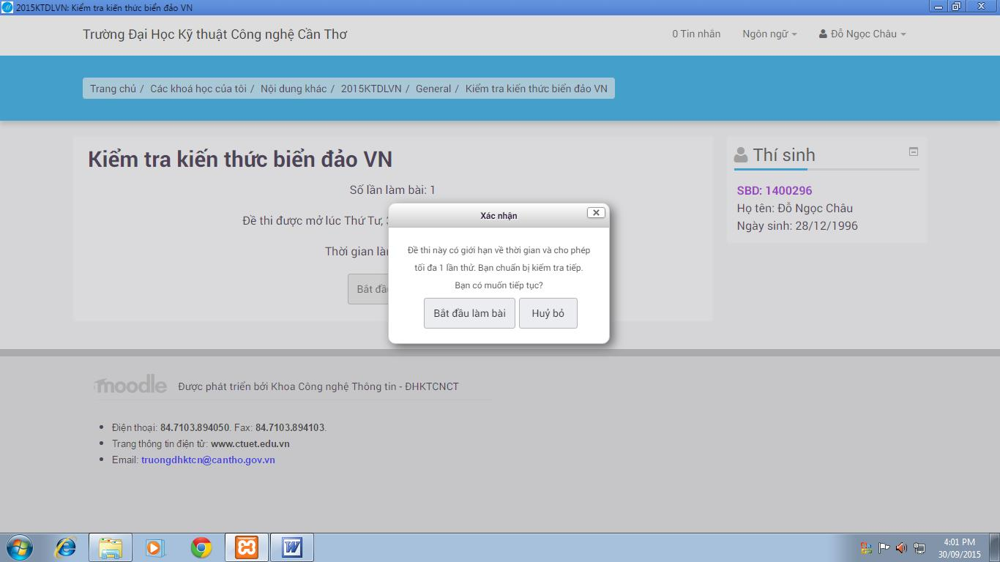 2015KTDLVN: Kiểm tra kiến thức biển đảo VN
Trường Đại Học Kỹ thuật Công nghệ Cần Thơ
0 Tin nhắn
Ngôn ngữ
Đỗ Ngọc Châu
Trang chủ / Các khoá học của tôi / Nội dung khác / 2015KTDLVN / General / Kiểm tra kiến thức biển đảo VN
Kiểm tra kiến thức biển đảo VN
Số lần làm bài: 1
Đề thi được mở lúc Thứ Tư,
Thời gian
Bắt
Xác nhận
Đề thi này có giới hạn về thời gian và cho phép
tối đa 1 lần thử. Bạn chuẩn bị kiểm tra tiếp.
Bạn có muốn tiếp tục?
Bắt đầu làm bài
Huỷ bỏ
Thí sinh
SBD: 1400296
Họ tên: Đỗ Ngọc Châu
Ngày sinh: 28/12/1996
moodle
Được phát triển bởi Khoa Công nghệ Thông tin - ĐHKTCNCT
Điện thoại: 84.7103.894050. Fax: 84.7103.894103.
Trang thông tin điện tử: www.ctuet.edu.vn
Email: truongdhktcn@cantho.gov.vn
4:01 PM
30/09/2015